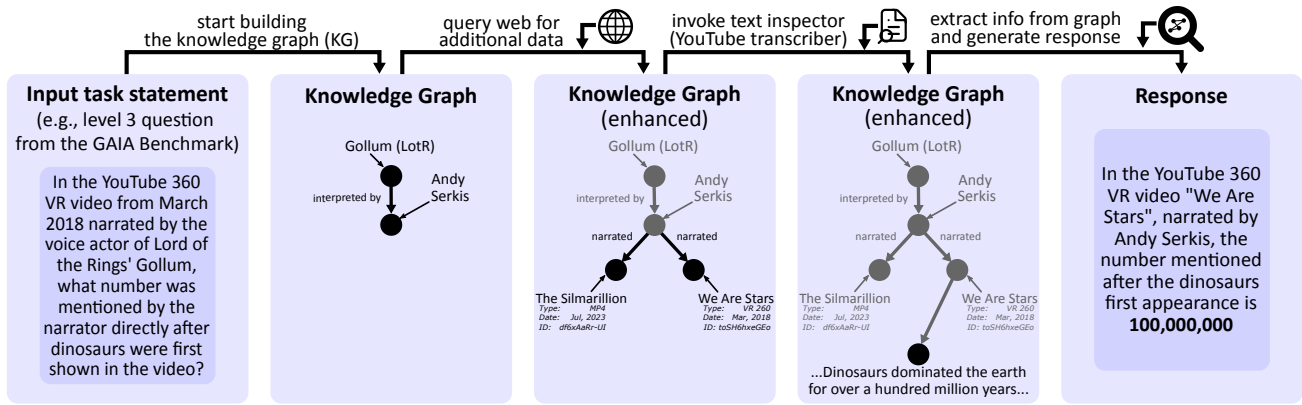 start building
the knowledge graph (KG)
query web for
additional data
invoke text inspector
(YouTube transcriber)
extract info from graph
and generate response
Input task statement
(e.g., level 3 question
from the GAIA Benchmark)
In the YouTube 360
VR video from March
2018 narrated by the
voice actor of Lord of
the Rings' Gollum,
what number was
mentioned by the
narrator directly after
dinosaurs were first
shown in the video?
Knowledge Graph
Gollum (LotR)
interpreted by
Andy
Serkis
Knowledge Graph
(enhanced)
Gollum (LotR)
interpreted by
Andy
Serkis
narrated
narrated
The Silmarillion
Type: MP4
Date: Jul, 2023
ID: df6xAaRr-UI
We Are Stars
Type: VR 260
Date: Mar, 2018
ID: toSH6hxeGEo
Knowledge Graph
(enhanced)
Gollum (LotR)
interpreted by
Andy
Serkis
narrated
narrated
The Silmarillion
Type: MP4
Date: Jul, 2023
ID: df6xAaRr-UI
We Are Stars
Type: VR 260
Date: Mar, 2018
ID: toSH6hxeGEo
...Dinosaurs dominated the earth
for over a hundred million years...
Response
In the YouTube 360
VR video "We Are
Stars", narrated by
Andy Serkis, the
number mentioned
after the dinosaurs
first appearance is
100,000,000